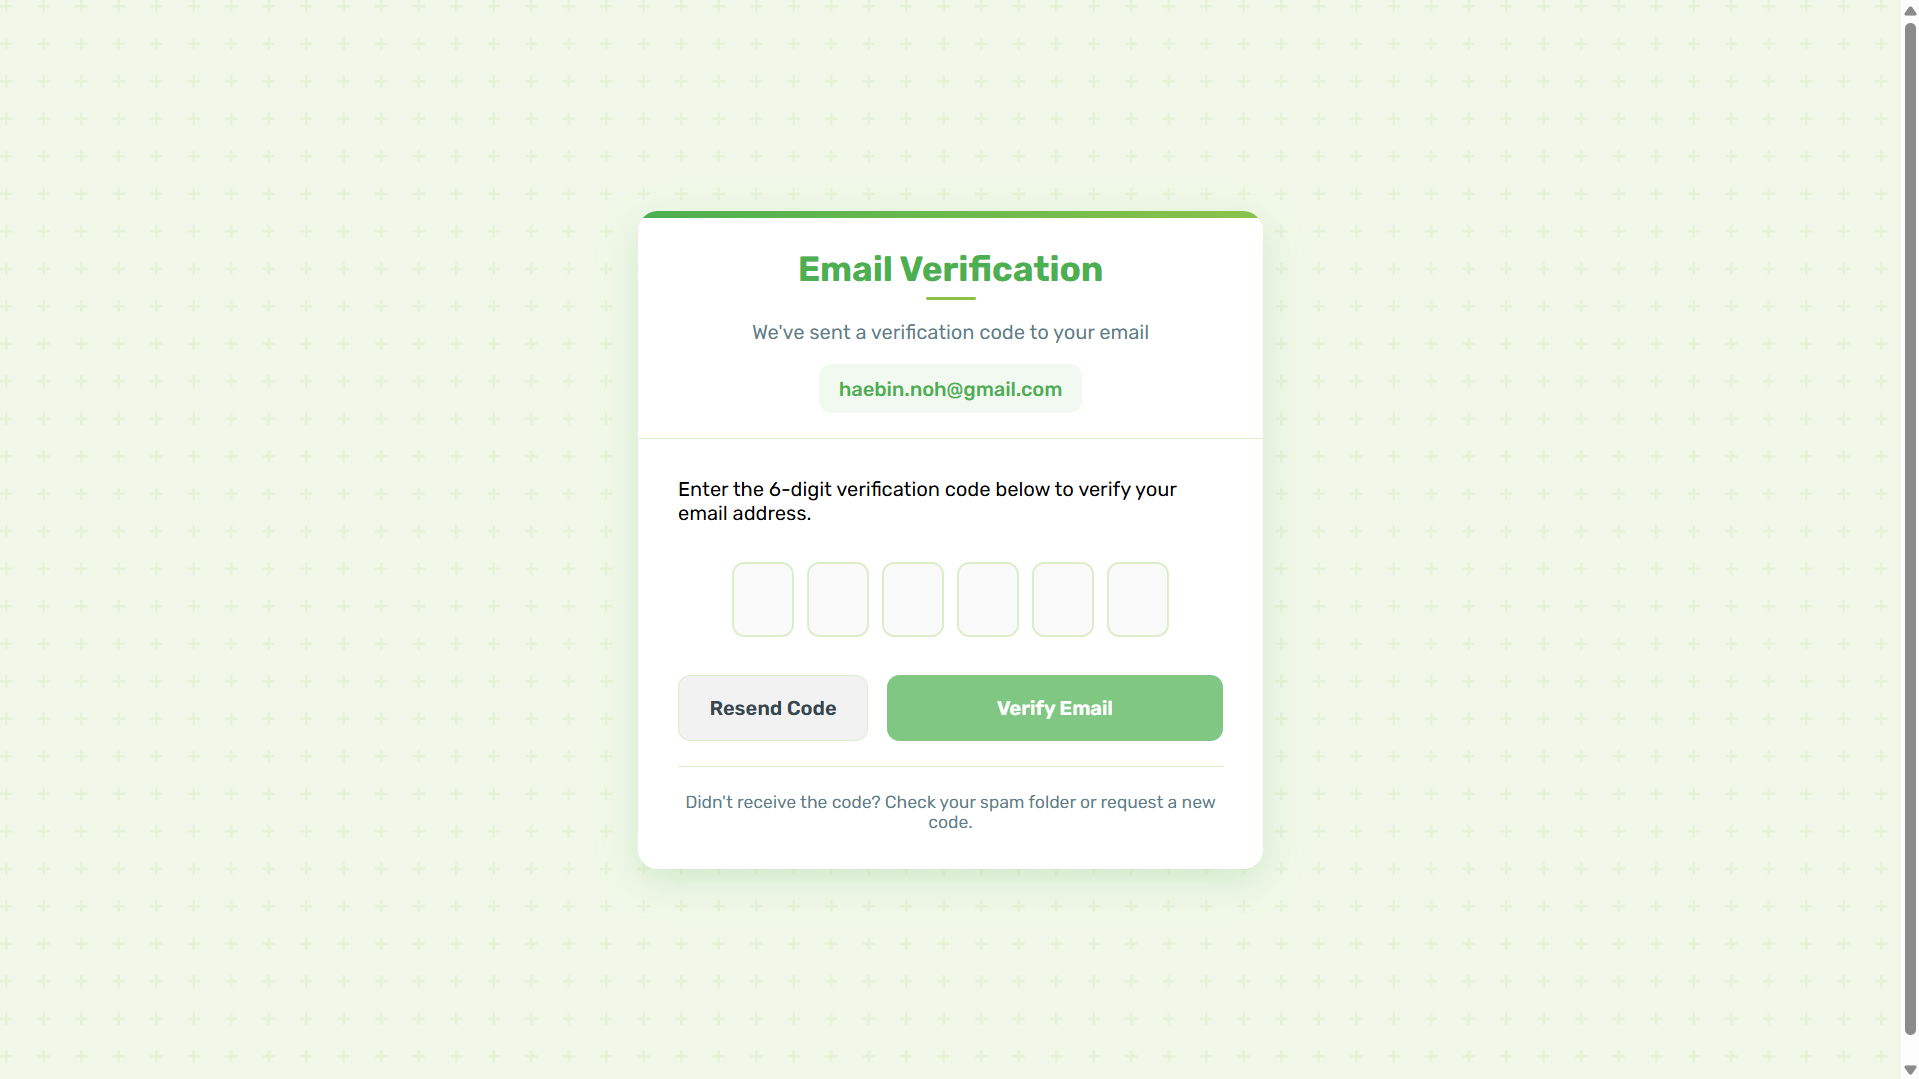 Email Verification
We've sent a verification code to your email
haebin.noh@gmail.com
Enter the 6-digit verification code below to verify your
email address.
Resend Code
Verify Email
Didn't receive the code? Check your spam folder or request a new
code.